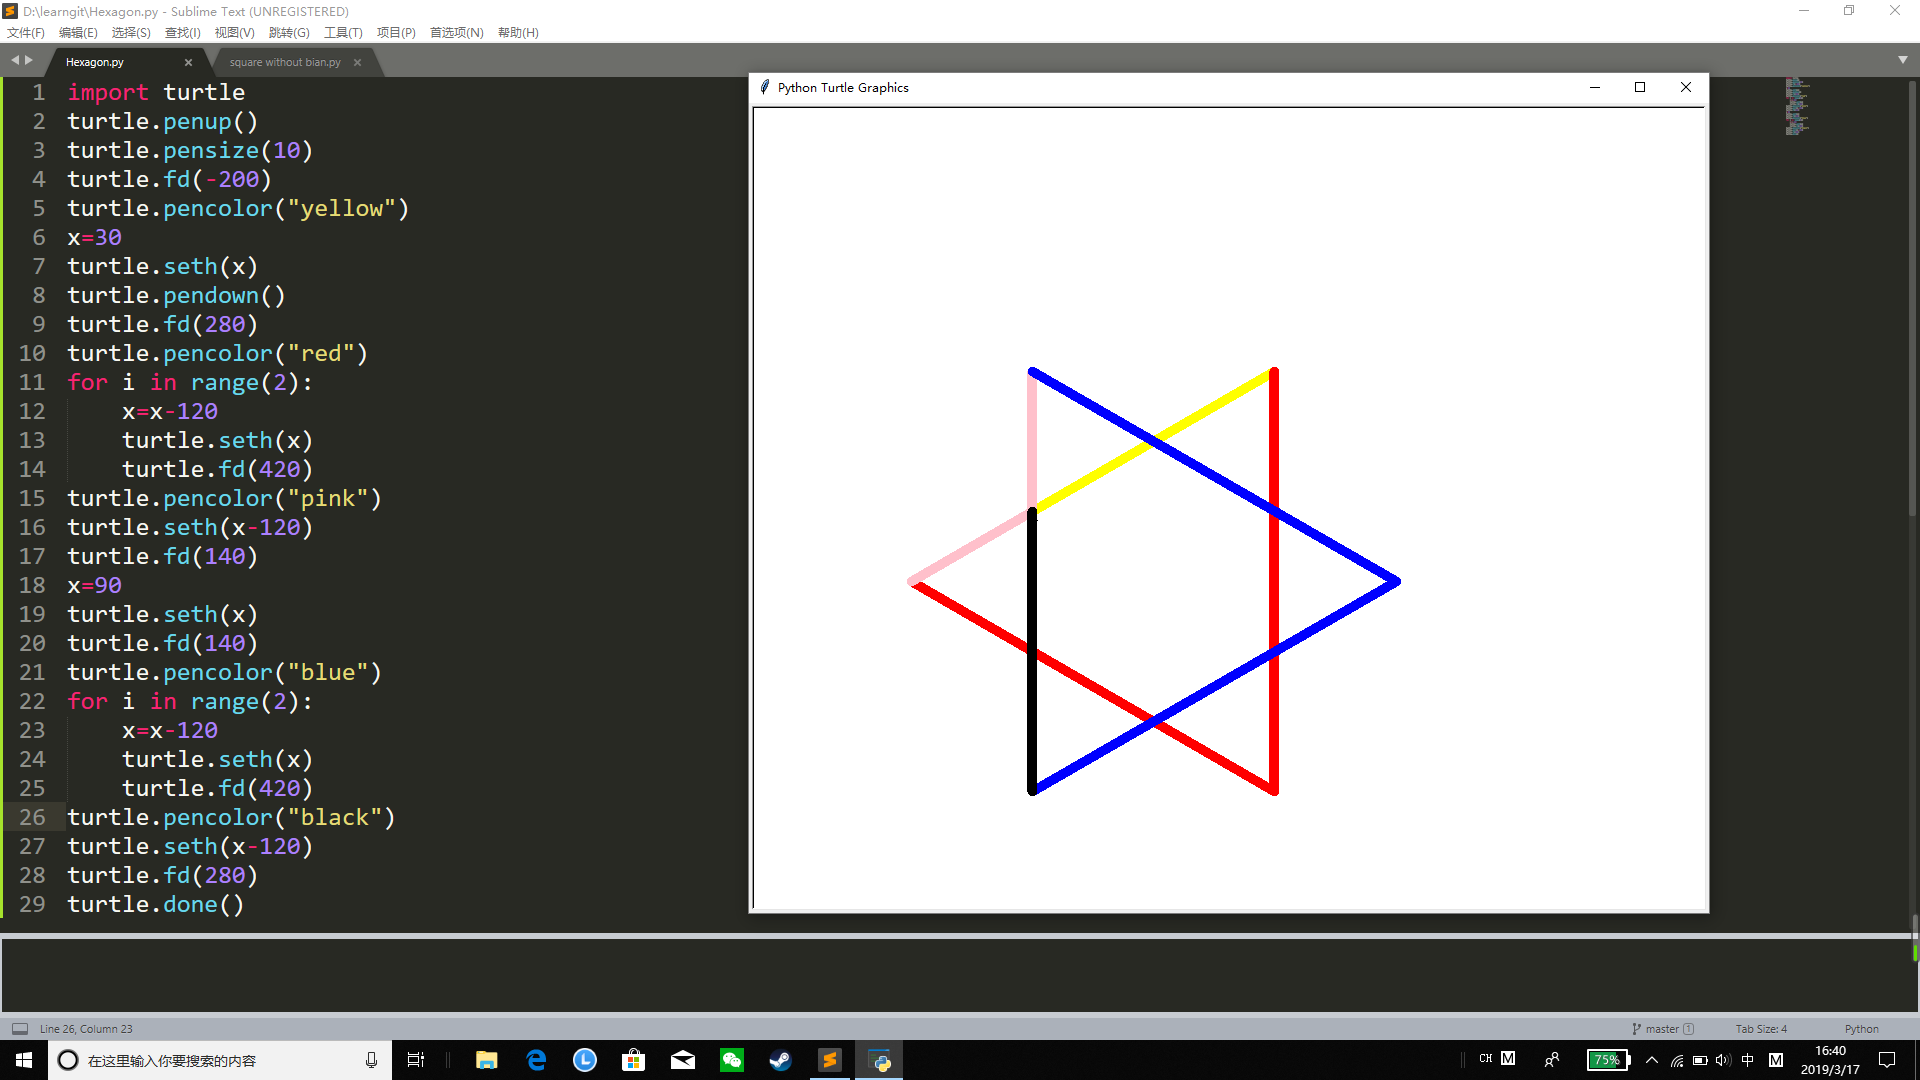 D:\learngit\Hexagon.py - Sublime Text (UNREGISTERED)
文件(F) 编辑(E) 选择(S) 查找(I) 视图(V) 跳转(G) 工具(T) 项目(P) 首选项(N) 帮助(H)
Hexagon.py
square without bian.py
Python Turtle Graphics
1 import turtle
2 turtle.penup()
3 turtle.pensize(10)
4 turtle.fd(-200)
5 turtle.pencolor("yellow")
6 x=30
7 turtle.seth(x)
8 turtle.pendown()
9 turtle.fd(280)
10 turtle.pencolor("red")
11 for i in range(2):
12     x=x-120
13     turtle.seth(x)
14     turtle.fd(420)
15 turtle.pencolor("pink")
16 turtle.seth(x-120)
17 turtle.fd(140)
18 x=90
19 turtle.seth(x)
20 turtle.fd(140)
21 turtle.pencolor("blue")
22 for i in range(2):
23     x=x-120
24     turtle.seth(x)
25     turtle.fd(420)
26 turtle.pencolor("black")
27 turtle.seth(x-120)
28 turtle.fd(280)
29 turtle.done()
Line 26, Column 23
master 1
Tab Size: 4
Python
在这里输入你要搜索的内容
CH M
75%
中
M
16:40
2019/3/17